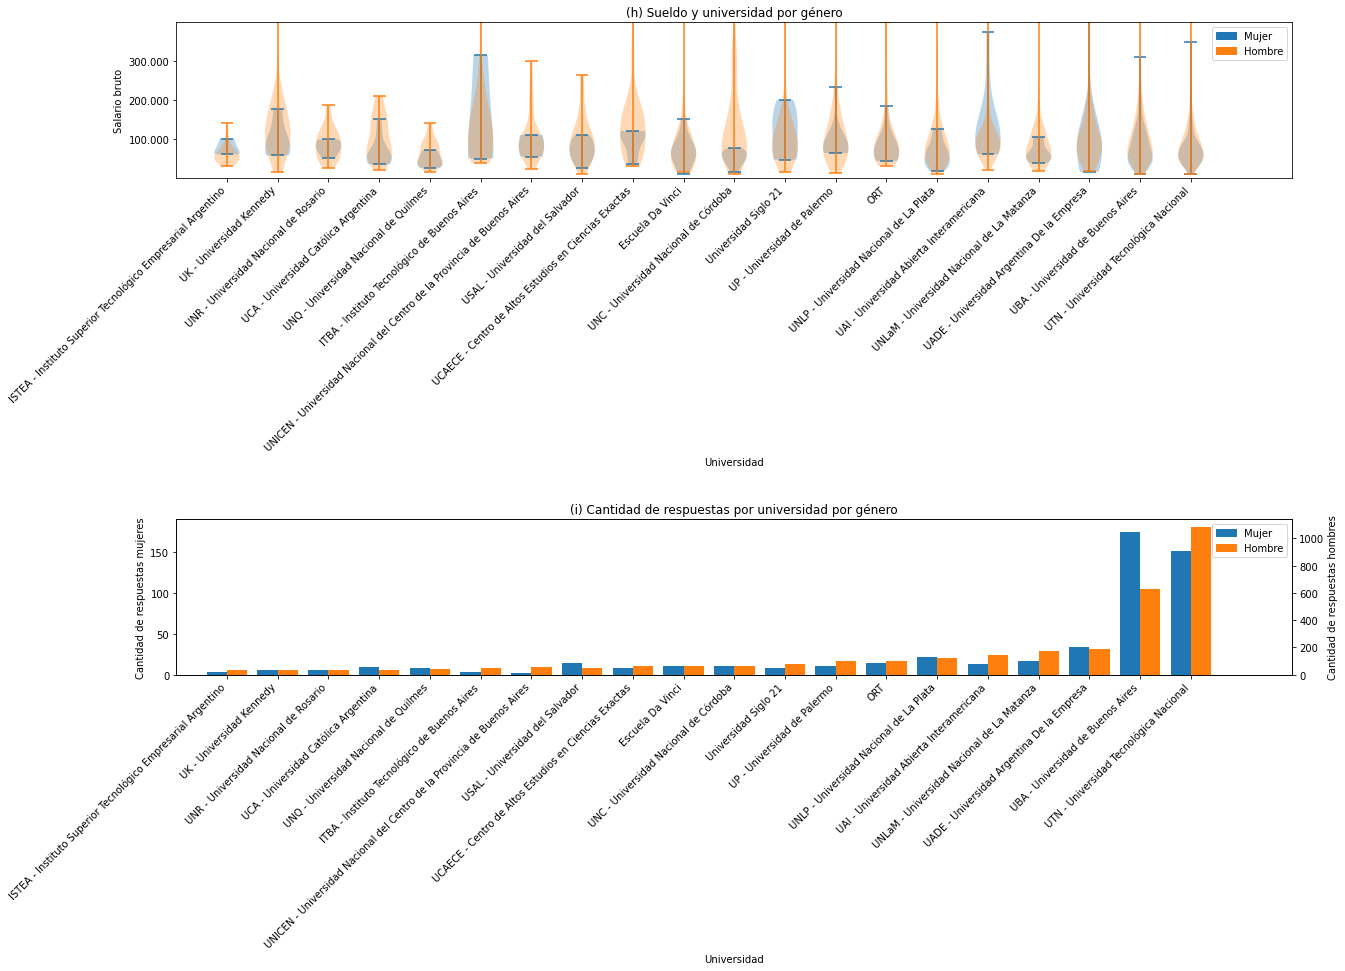 (h) Sueldo y universidad por género
Salario bruto
300.000
200.000
100.000
Mujer
Hombre
ISTEA - Instituto Superior Tecnológico Empresarial Argentino
UK - Universidad Kennedy
UNR - Universidad Nacional de Rosario
UCA - Universidad Católica Argentina
UNQ - Universidad Nacional de Quilmes
ITBA - Instituto Tecnológico de Buenos Aires
UNICEN - Universidad Nacional del Centro de la Provincia de Buenos Aires
USAL - Universidad del Salvador
UCAECE - Centro de Altos Estudios en Ciencias Exactas
Escuela Da Vinci
UNC - Universidad Nacional de Córdoba
Universidad Siglo 21
UP - Universidad de Palermo
ORT
UNLP - Universidad Nacional de La Plata
UAI - Universidad Abierta Interamericana
UNLaM - Universidad Nacional de La Matanza
UADE - Universidad Argentina De la Empresa
UBA - Universidad de Buenos Aires
UTN - Universidad Tecnológica Nacional
Universidad
(i) Cantidad de respuestas por universidad por género
Cantidad de respuestas mujeres
150
100
50
0
Mujer
Hombre
1000
800
600
400
200
0
Cantidad de respuestas hombres
ISTEA - Instituto Superior Tecnológico Empresarial Argentino
UK - Universidad Kennedy
UNR - Universidad Nacional de Rosario
UCA - Universidad Católica Argentina
UNQ - Universidad Nacional de Quilmes
ITBA - Instituto Tecnológico de Buenos Aires
UNICEN - Universidad Nacional del Centro de la Provincia de Buenos Aires
USAL - Universidad del Salvador
UCAECE - Centro de Altos Estudios en Ciencias Exactas
Escuela Da Vinci
UNC - Universidad Nacional de Córdoba
Universidad Siglo 21
UP - Universidad de Palermo
ORT
UNLP - Universidad Nacional de La Plata
UAI - Universidad Abierta Interamericana
UNLaM - Universidad Nacional de La Matanza
UADE - Universidad Argentina De la Empresa
UBA - Universidad de Buenos Aires
UTN - Universidad Tecnológica Nacional
Universidad